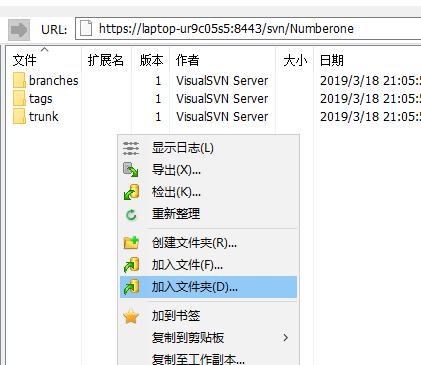 URL: https://laptop-ur9c05s5:8443/svn/Numberone
文件 扩展名 版本 作者 大小 日期
branches 1 VisualSVN Server 2019/3/18 21:05:5
tags 1 VisualSVN Server 2019/3/18 21:05:5
trunk 1 VisualSVN Server 2019/3/18 21:05:5
显示日志(L)
导出(X)...
检出(K)...
重新整理
创建文件夹(R)...
加入文件(F)...
加入文件夹(D)...
加到书签
复制到剪贴板
复制至工作副本...